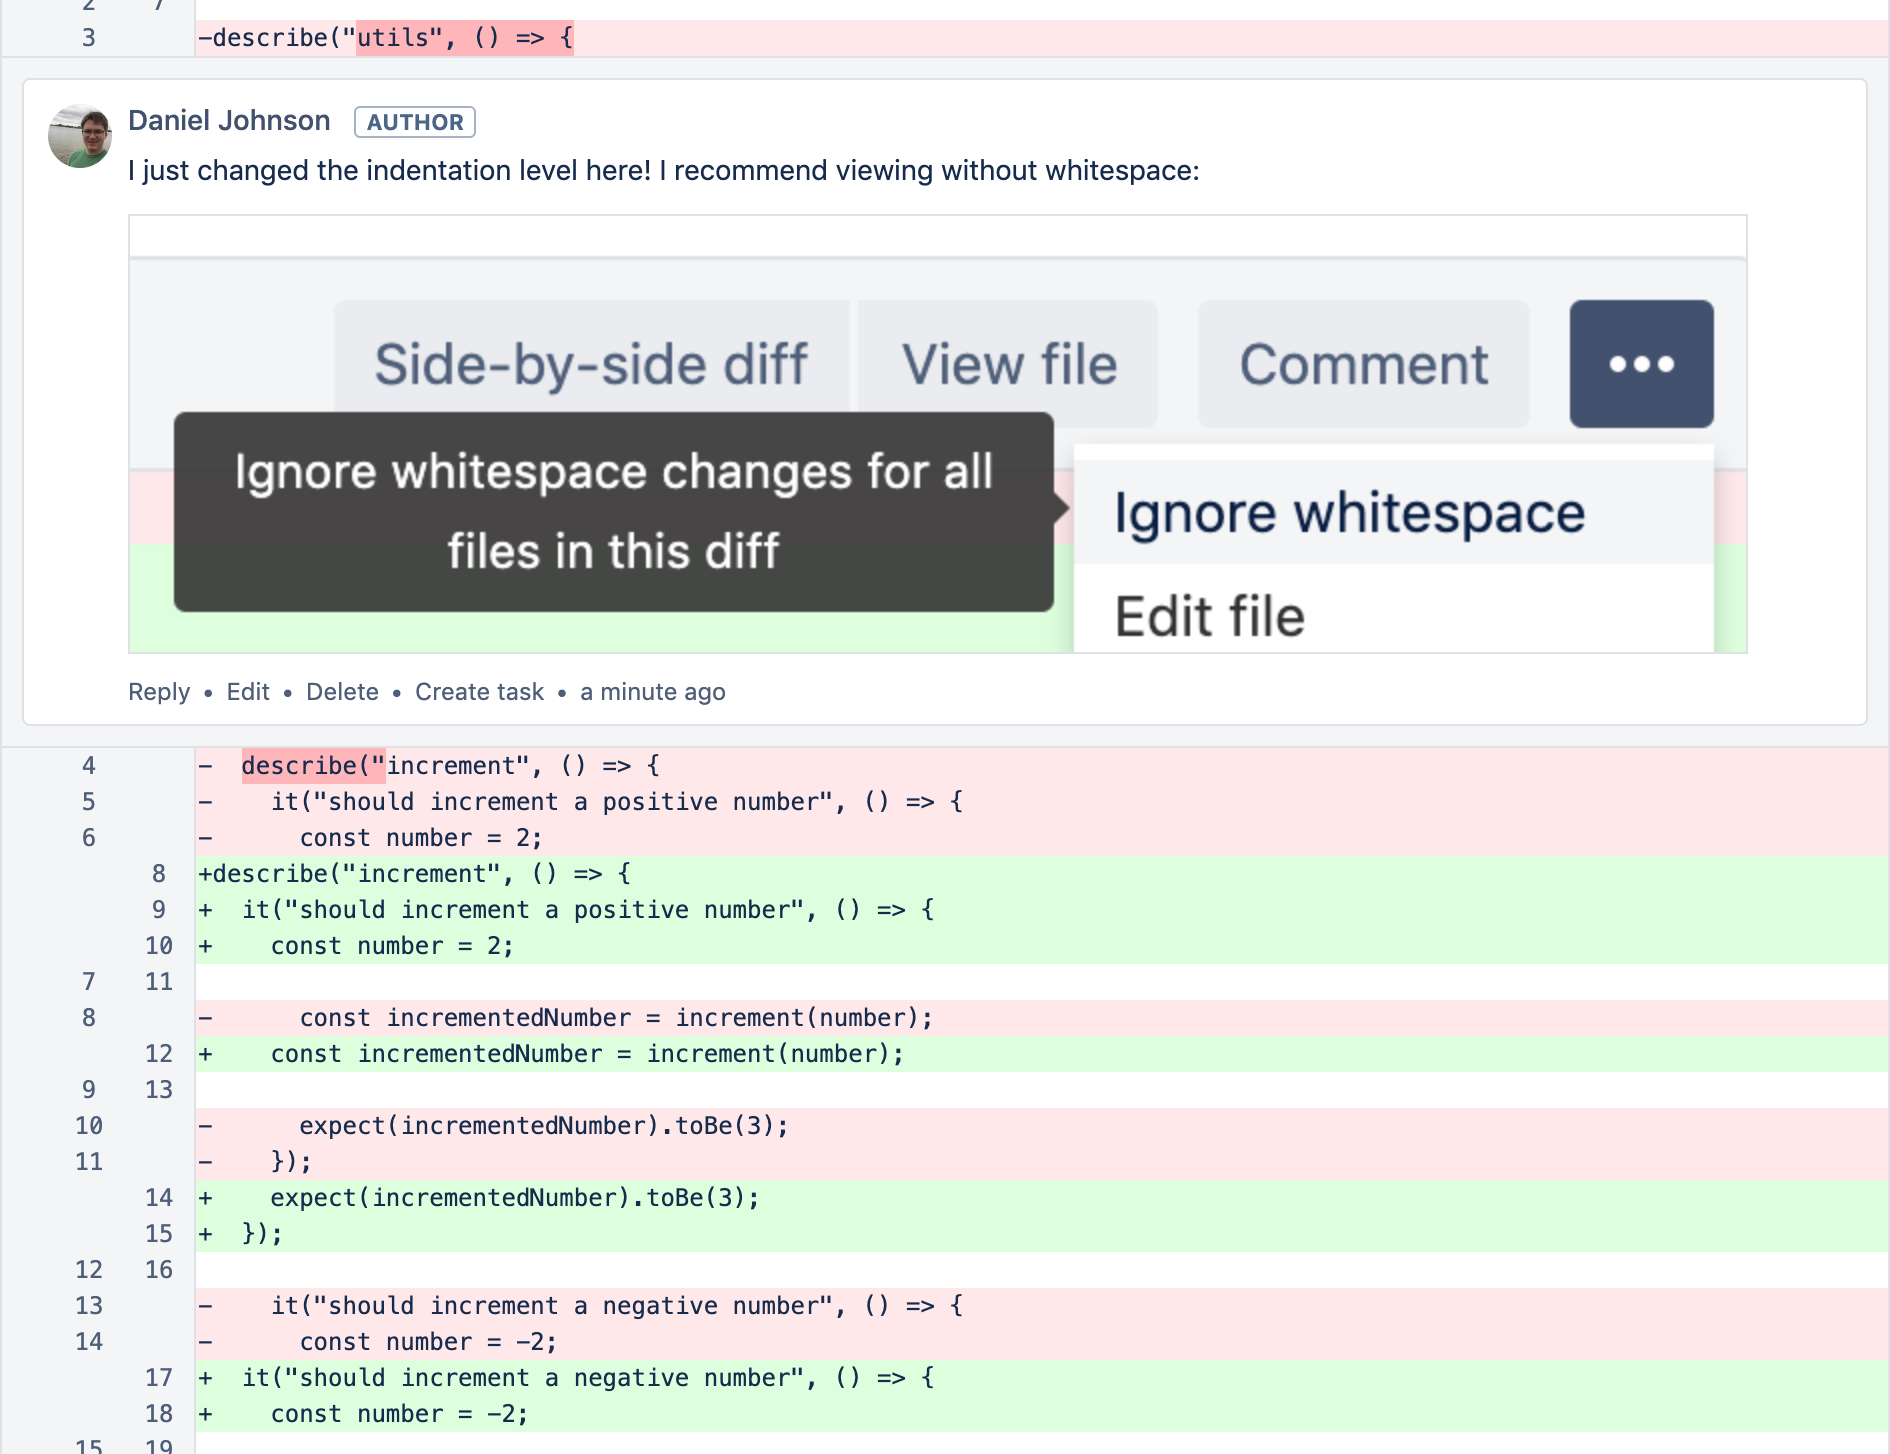 2 7
3 -describe("utils", () => {
Daniel Johnson AUTHOR
I just changed the indentation level here! I recommend viewing without whitespace:
Side-by-side diff View file Comment •••
Ignore whitespace changes for all
files in this diff
Ignore whitespace
Edit file
Reply • Edit • Delete • Create task • a minute ago
4 -  describe("increment", () => {
5 -    it("should increment a positive number", () => {
6 -      const number = 2;
8 +describe("increment", () => {
9 +  it("should increment a positive number", () => {
10 +    const number = 2;
7 11
8 -      const incrementedNumber = increment(number);
12 +    const incrementedNumber = increment(number);
9 13
10 -      expect(incrementedNumber).toBe(3);
11 -    });
14 +    expect(incrementedNumber).toBe(3);
15 +  });
12 16
13 -    it("should increment a negative number", () => {
14 -      const number = -2;
17 +  it("should increment a negative number", () => {
18 +    const number = -2;
15 19